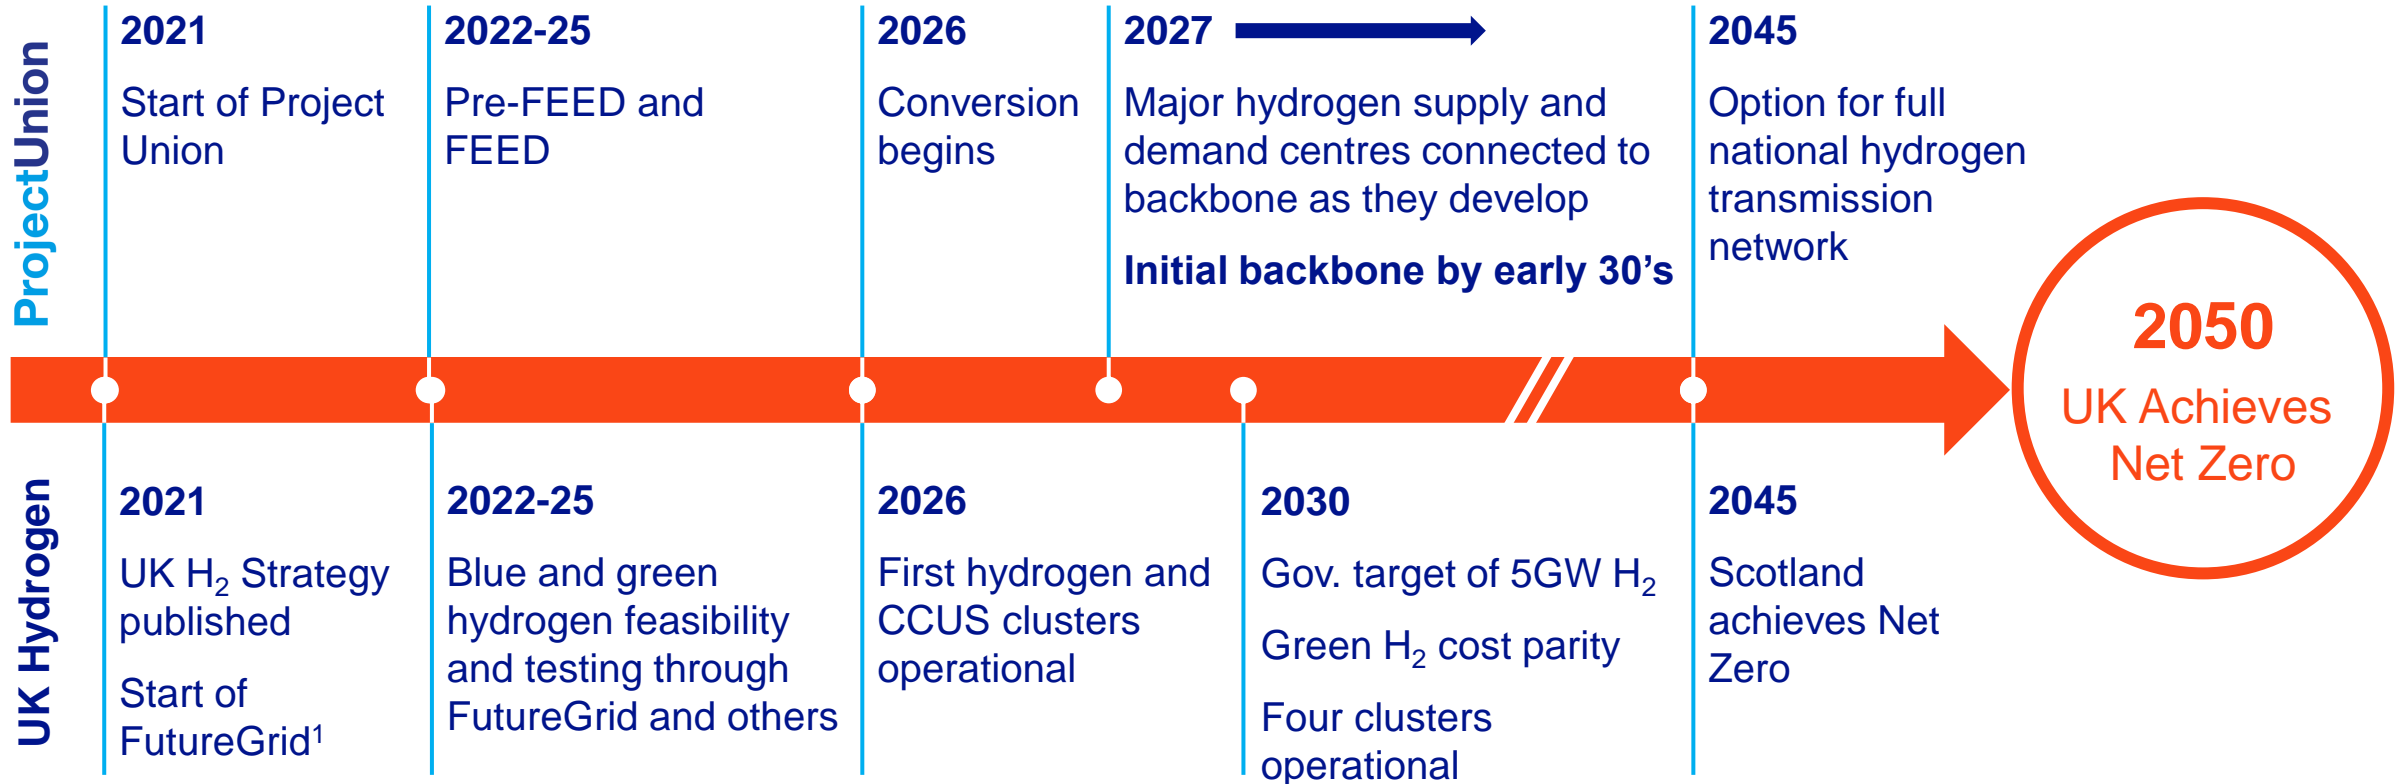 ProjectUnion
2021
Start of Project
Union
2022-25
Pre-FEED and
FEED
2026
Conversion
begins
2027
Major hydrogen supply and
demand centres connected to
backbone as they develop
Initial backbone by early 30’s
2045
Option for full
national hydrogen
transmission
network
2050
UK Achieves
Net Zero
UK Hydrogen
2021
UK H₂ Strategy
published
Start of
FutureGrid¹
2022-25
Blue and green
hydrogen feasibility
and testing through
FutureGrid and others
2026
First hydrogen and
CCUS clusters
operational
2030
Gov. target of 5GW H₂
Green H₂ cost parity
Four clusters
operational
2045
Scotland
achieves Net
Zero